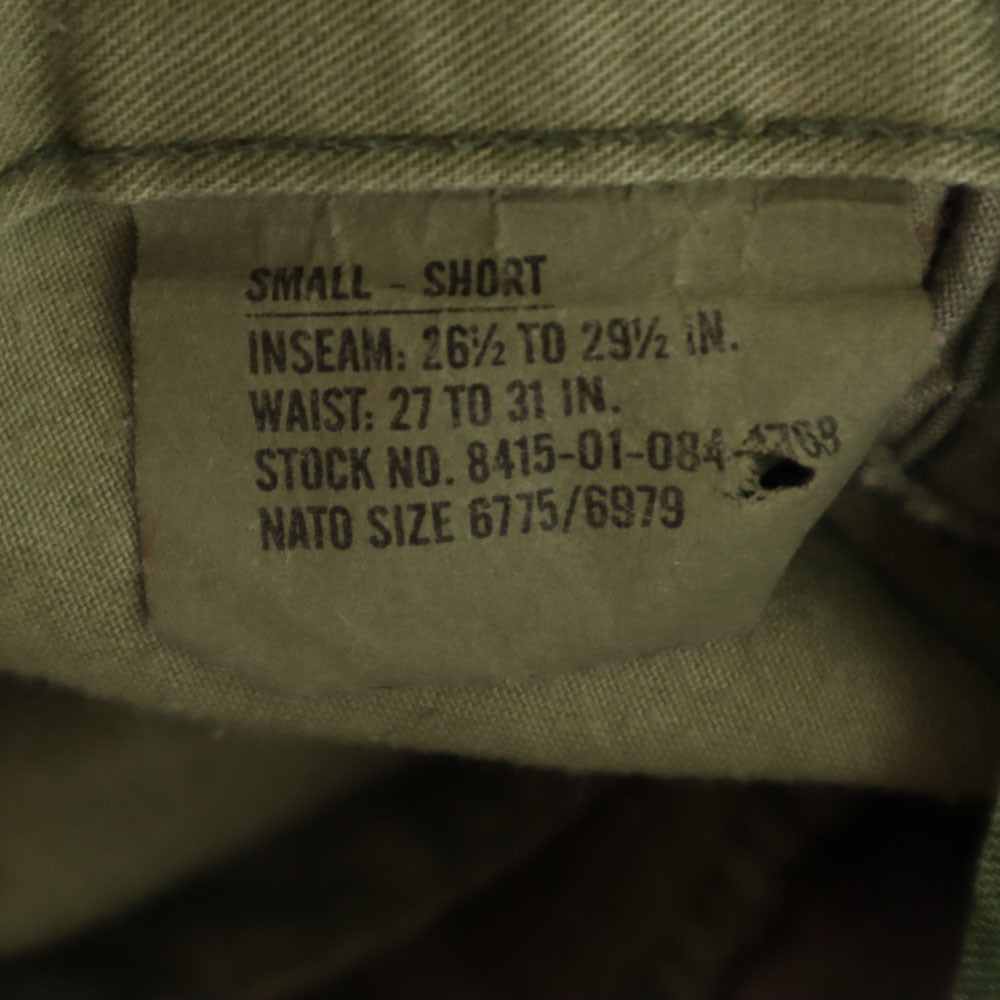 SMALL - SHORT
INSEAM: 26½ TO 29½ IN.
WAIST: 27 TO 31 IN.
STOCK NO. 8415-01-084-
NATO SIZE 6775/6979